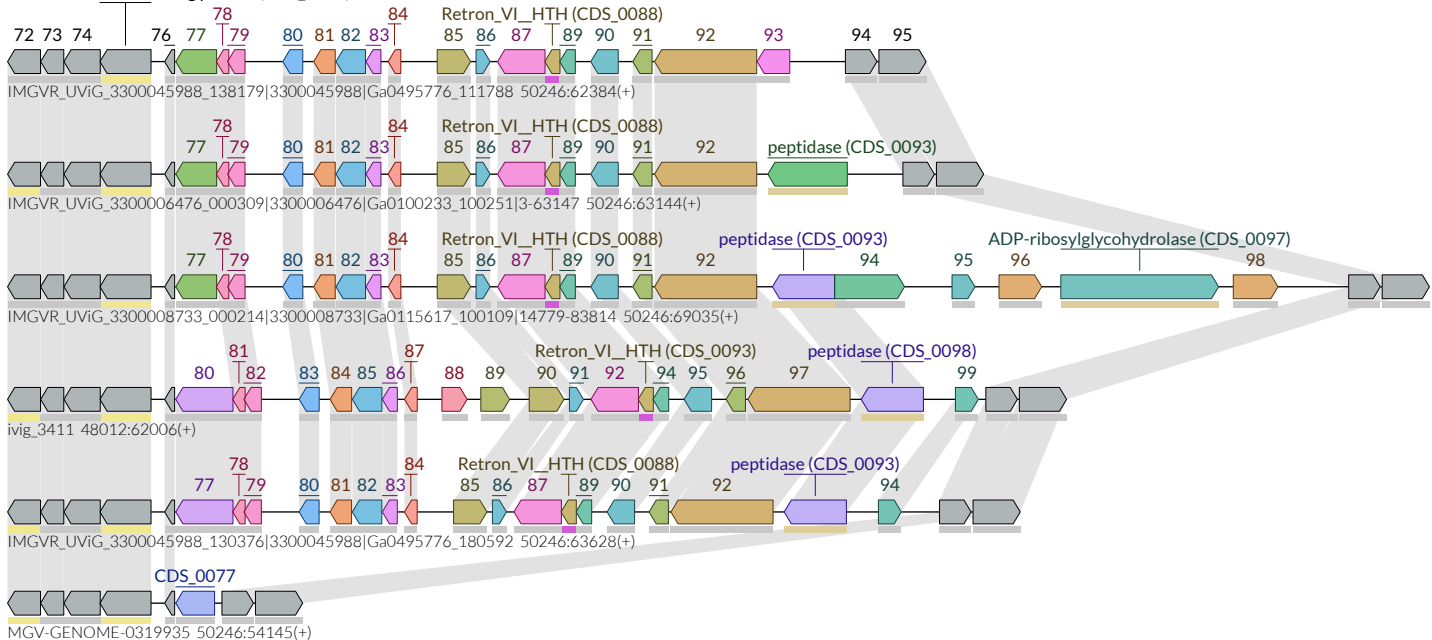 78 84 Retron_VI__HTH (CDS_0088)
72 73 74 76 77 79 80 81 82 83 85 86 87 89 90 91 92 93 94 95
IMGVR_UViG_3300045988_138179|3300045988|Ga0495776_111788 50246:62384(+)
78 84 Retron_VI__HTH (CDS_0088)
77 79 80 81 82 83 85 86 87 89 90 91 92 peptidase (CDS_0093)
IMGVR_UViG_3300006476_000309|3300006476|Ga0100233_100251|3-63147 50246:63144(+)
78 84 Retron_VI__HTH (CDS_0088) peptidase (CDS_0093) ADP-ribosylglycohydrolase (CDS_0097)
77 79 80 81 82 83 85 86 87 89 90 91 92 94 95 96 98
IMGVR_UViG_3300008733_000214|3300008733|Ga0115617_100109|14779-83814 50246:69035(+)
81 87 Retron_VI__HTH (CDS_0093) peptidase (CDS_0098)
80 82 83 84 85 86 88 89 90 91 92 94 95 96 97 99
ivig_3411 48012:62006(+)
78 84 Retron_VI__HTH (CDS_0088) peptidase (CDS_0093)
77 79 80 81 82 83 85 86 87 89 90 91 92 94
IMGVR_UViG_3300045988_130376|3300045988|Ga0495776_180592 50246:63628(+)
CDS_0077
MGV-GENOME-0319935 50246:54145(+)